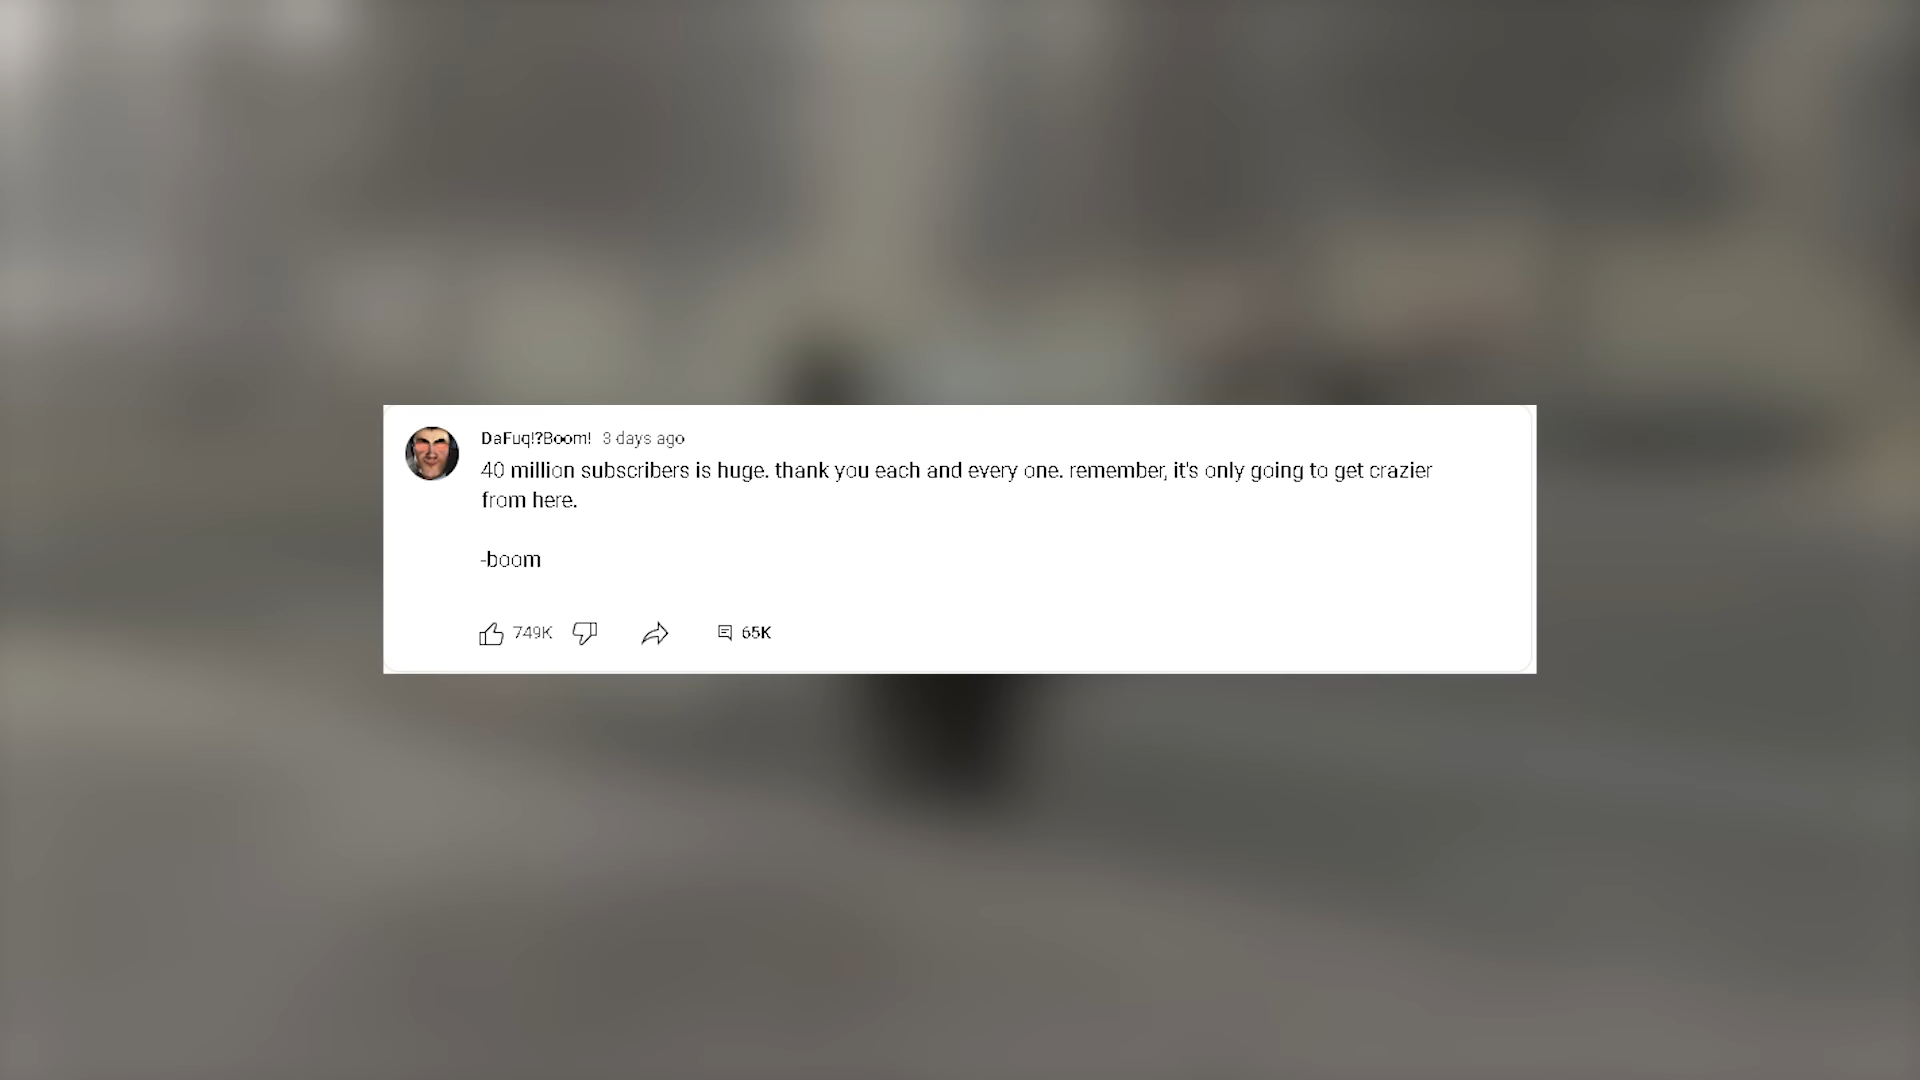 DaFuq!?Boom! 3 days ago
40 million subscribers is huge. thank you each and every one. remember, it's only going to get crazier
from here.
-boom
749K 65K